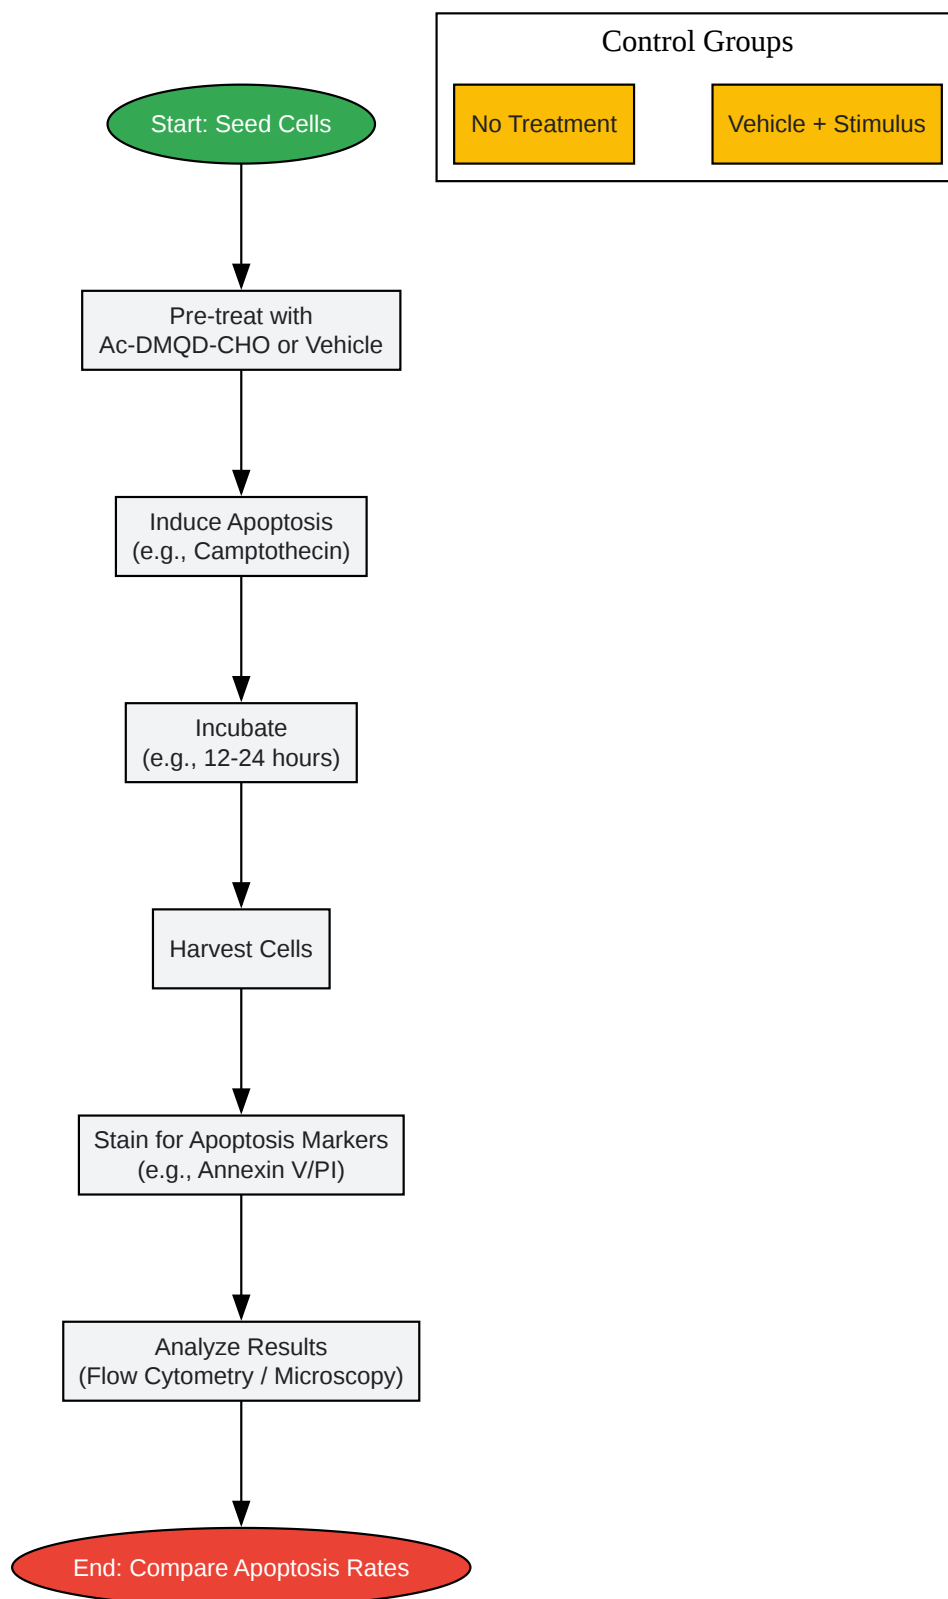 Control Groups
Start: Seed Cells
No Treatment
Vehicle + Stimulus
Pre-treat with
Ac-DMQD-CHO or Vehicle
Induce Apoptosis
(e.g., Camptothecin)
Incubate
(e.g., 12-24 hours)
Harvest Cells
Stain for Apoptosis Markers
(e.g., Annexin V/PI)
Analyze Results
(Flow Cytometry / Microscopy)
End: Compare Apoptosis Rates